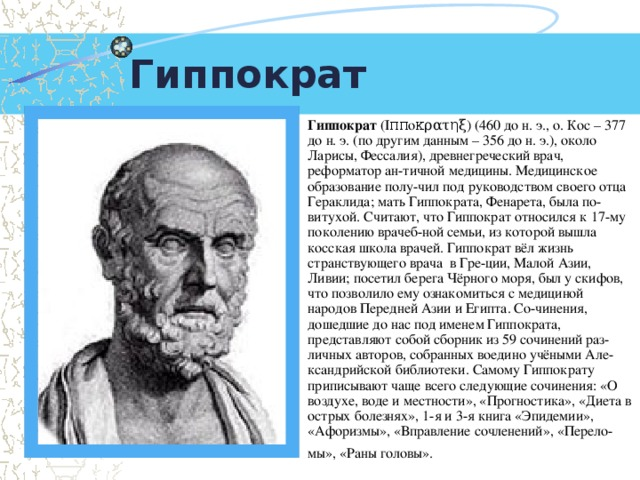 Гиппократ
Гиппократ (Ιππoκρατηξ) (460 до н. э., о. Кос – 377
до н. э. (по другим данным – 356 до н. э.), около
Ларисы, Фессалия), древнегреческий врач,
реформатор ан-тичной медицины. Медицинское
образование полу-чил под руководством своего отца
Гераклида; мать Гиппократа, Фенарета, была по-
витухой. Считают, что Гиппократ относился к 17-му
поколению врачеб-ной семьи, из которой вышла
косская школа врачей. Гиппократ вёл жизнь
странствующего врача в Гре-ции, Малой Азии,
Ливии; посетил берега Чёрного моря, был у скифов,
что позволило ему ознакомиться с медициной
народов Передней Азии и Египта. Со-чинения,
дошедшие до нас под именем Гиппократа,
представляют собой сборник из 59 сочинений раз-
личных авторов, собранных воедино учёными Але-
ксандрийской библиотеки. Самому Гиппократу
приписывают чаще всего следующие сочинения: «О
воздухе, воде и местности», «Прогностика», «Диета в
острых болезнях», 1-я и 3-я книга «Эпидемии»,
«Афоризмы», «Вправление сочленений», «Перело-
мы», «Раны головы».